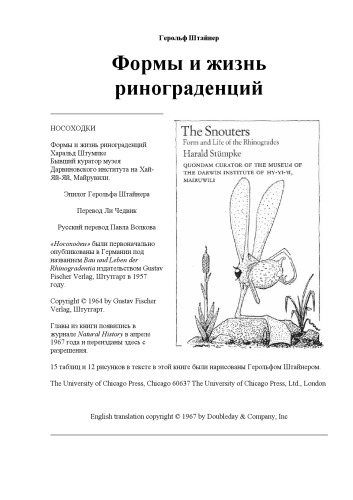 Герольф Штайнер
Формы и жизнь
ринограденций
НОСОХОДКИ
Формы и жизнь ринограденций
Харальд Штумпке
Бывший куратор музея
Дарвиновского института на Хай-
Яй-Яй, Майрувили.
Эпилог Герольфа Штайнера
Перевод Ли Чедвик
Русский перевод Павла Волкова
«Носоходки» были первоначально
опубликованы в Германии под
названием Bau und Leben der
Rhinogradentia издательством Gustav
Fischer Verlag, Штутгарт в 1957
году.
Copyright © 1964 by Gustav Fischer
Verlag, Штутгарт.
Главы из книги появились в
журнале Natural History в апреле
1967 года и переизданы здесь с
разрешения.
The Snouters
Form and Life of the Rhinogrades
Harald Stümpke
QUONDAM CURATOR OF THE MUSEUM OF
THE DARWIN INSTITUTE OF HY-YI-YI,
MAIRUWILI
15 таблиц и 12 рисунков в тексте в этой книге были нарисованы Герольфом Штайнером.
The University of Chicago Press, Chicago 60637 The University of Chicago Press, Ltd., London
English translation copyright © 1967 by Doubleday & Company, Inc